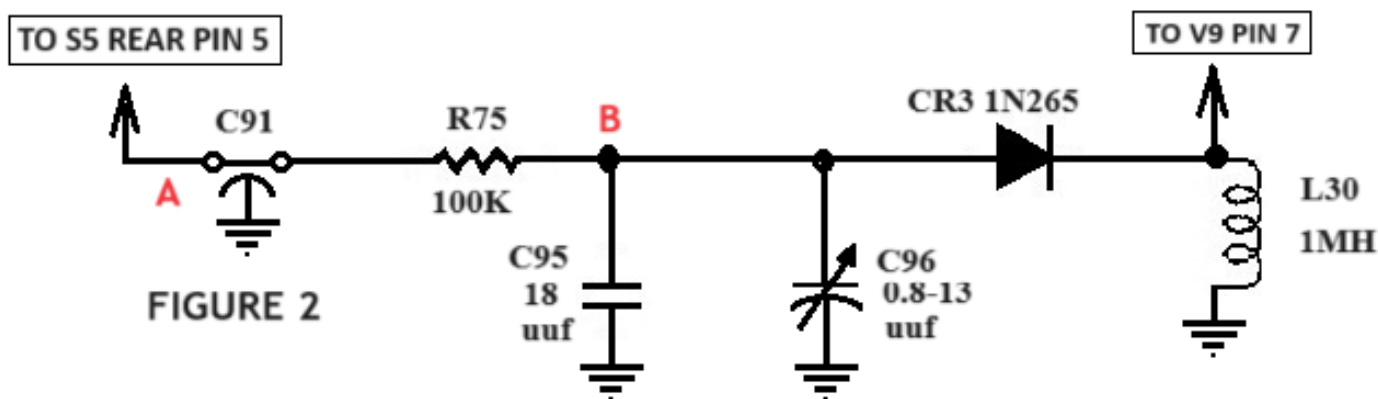 TO S5 REAR PIN 5
TO V9 PIN 7
C91
R75
B
CR3 1N265
A
100K
L30
1MH
C95
18
uuf
C96
0.8-13
uuf
FIGURE 2